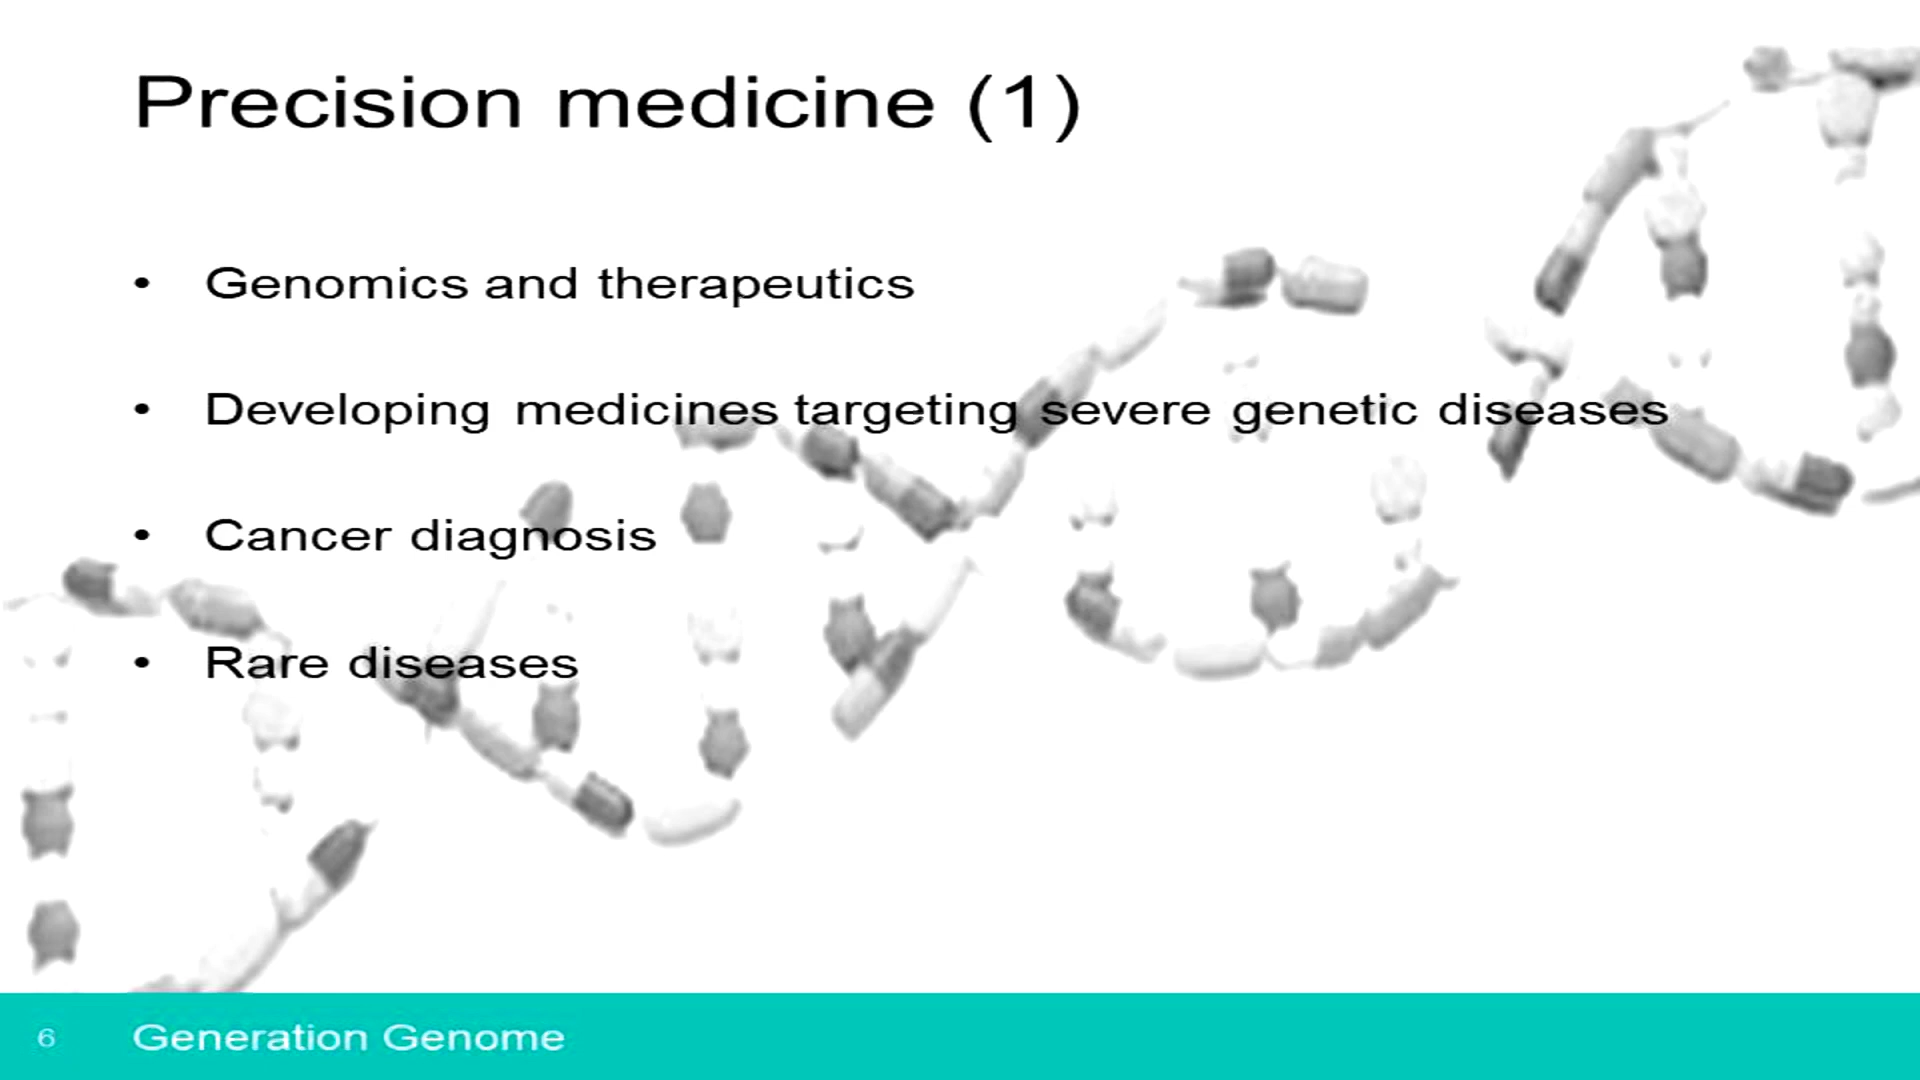 Precision medicine (1)
• Genomics and therapeutics
• Developing medicines targeting severe genetic diseases
• Cancer diagnosis
• Rare diseases
6 Generation Genome